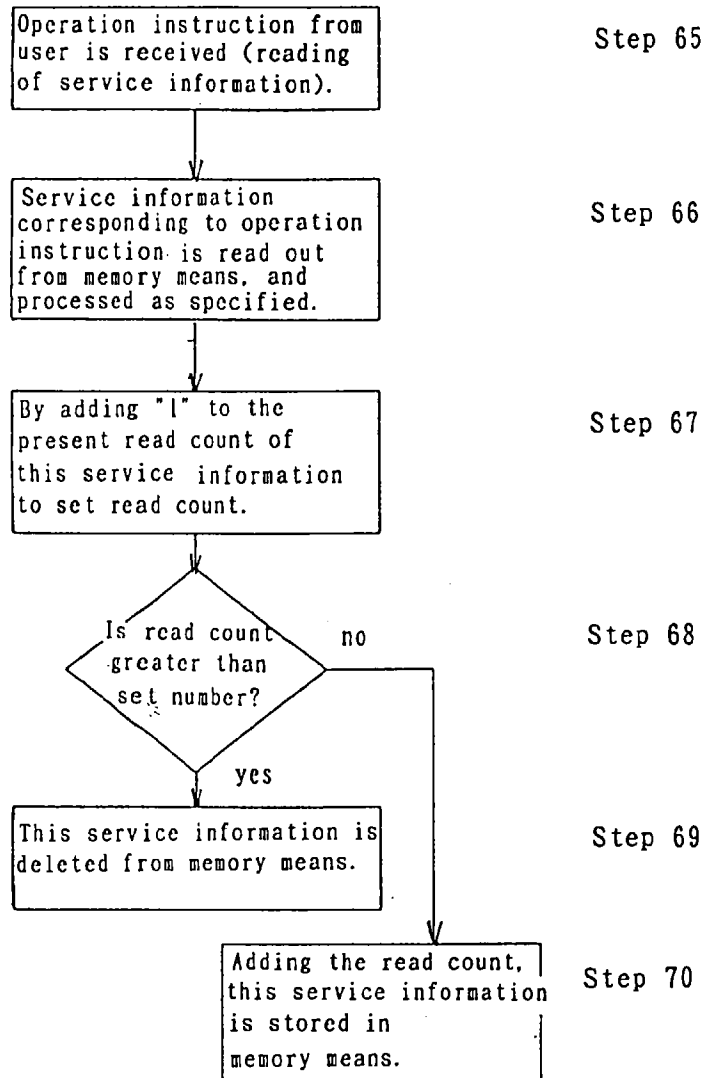 Operation instruction from
user is received (reading
of service information).
Step 65
Service information
corresponding to operation
instruction is read out
from memory means, and
processed as specified.
Step 66
By adding "1" to the
present read count of
this service information
to set read count.
Step 67
Is read count
greater than
set number?
no
Step 68
yes
This service information is
deleted from memory means.
Step 69
Adding the read count,
this service information
is stored in
memory means.
Step 70